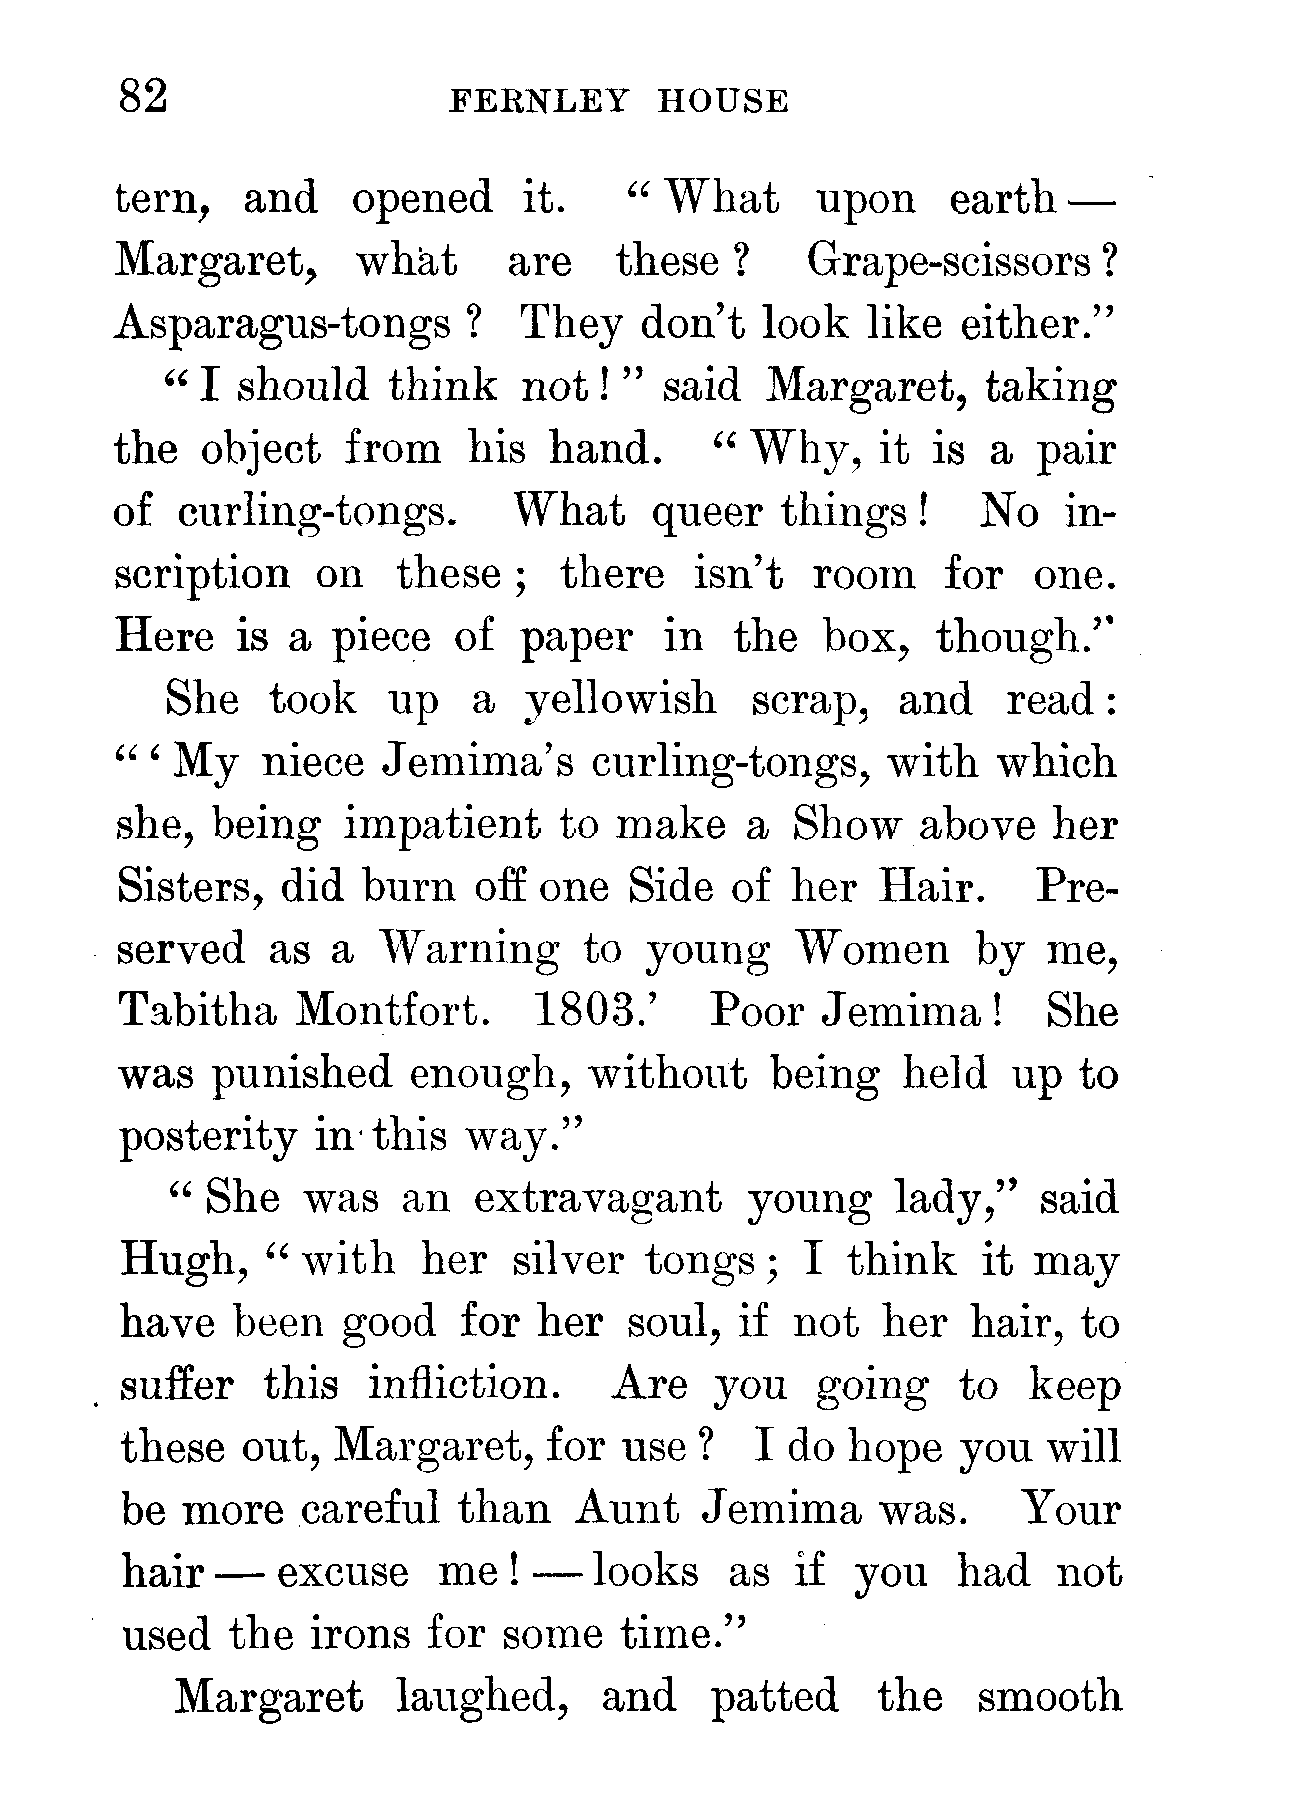 82 FERNLEY HOUSE
tern, and opened it. “What upon earth —
Margaret, what are these? Grape-scissors?
Asparagus-tongs? They don’t look like either.”
“I should think not!” said Margaret, taking
the object from his hand. “Why, it is a pair
of curling-tongs. What queer things! No in-
scription on these; there isn’t room for one.
Here is a piece of paper in the box, though.”
She took up a yellowish scrap, and read:
“‘My niece Jemima’s curling-tongs, with which
she, being impatient to make a Show above her
Sisters, did burn off one Side of her Hair. Pre-
served as a Warning to young Women by me,
Tabitha Montfort. 1803.’ Poor Jemima! She
was punished enough, without being held up to
posterity in this way.”
“She was an extravagant young lady,” said
Hugh, “with her silver tongs; I think it may
have been good for her soul, if not her hair, to
suffer this infliction. Are you going to keep
these out, Margaret, for use? I do hope you will
be more careful than Aunt Jemima was. Your
hair — excuse me! — looks as if you had not
used the irons for some time.”
Margaret laughed, and patted the smooth